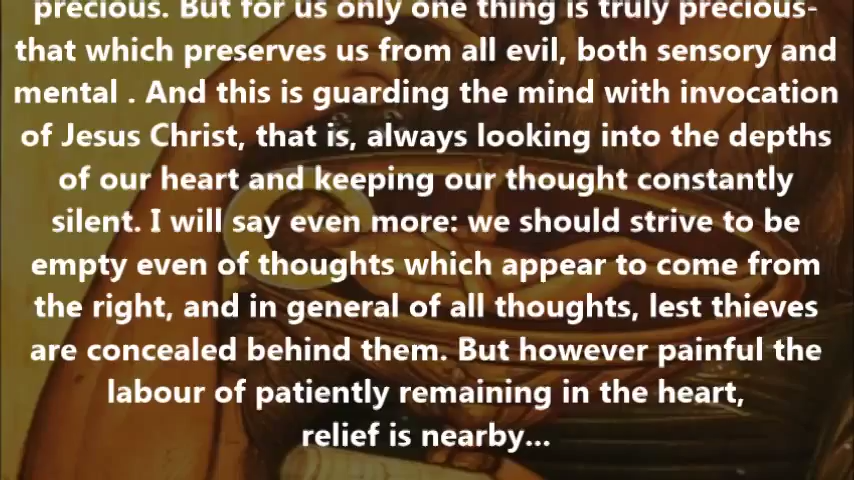 precious. But for us only one thing is truly precious-
that which preserves us from all evil, both sensory and
mental . And this is guarding the mind with invocation
of Jesus Christ, that is, always looking into the depths
of our heart and keeping our thought constantly
silent. I will say even more: we should strive to be
empty even of thoughts which appear to come from
the right, and in general of all thoughts, lest thieves
are concealed behind them. But however painful the
labour of patiently remaining in the heart,
relief is nearby...